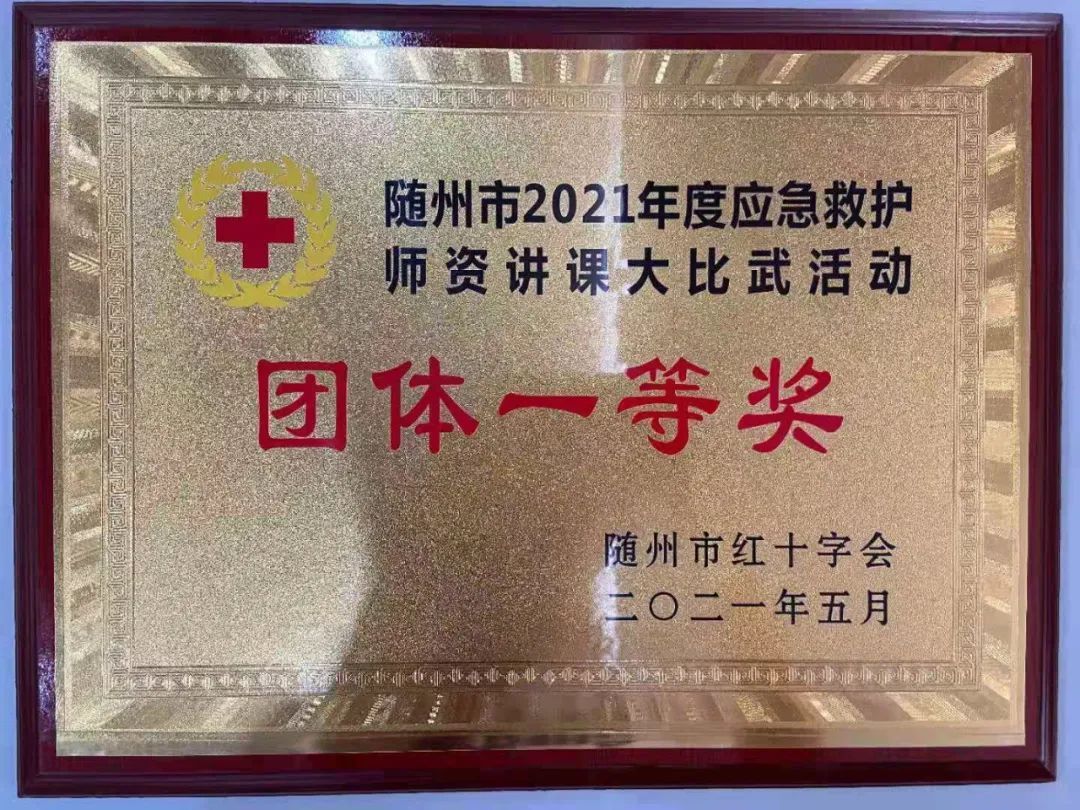 随州市2021年度应急救护
师资讲课大比武活动
团体一等奖
随州市红十字会
二〇二一年五月